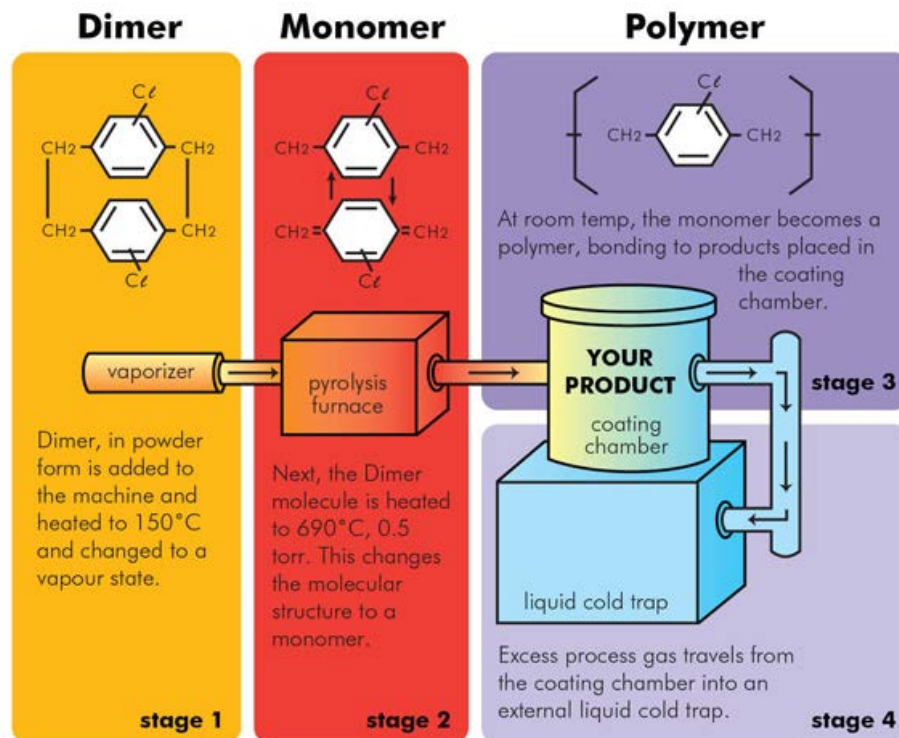 Dimer
Cl
CH2
CH2
CH2
CH2
Cl
vaporizer
Dimer, in powder
form is added to
the machine and
heated to 150°C
and changed to a
vapour state.
stage 1
Monomer
Cl
CH2
CH2
CH2
CH2
Cl
pyrolysis
furnace
Next, the Dimer
molecule is heated
to 690°C, 0.5
torr. This changes
the molecular
structure to a
monomer.
stage 2
Polymer
Cl
CH2
CH2
At room temp, the monomer becomes a
polymer, bonding to products placed in
the coating
chamber.
YOUR
PRODUCT
coating
chamber
stage 3
liquid cold trap
Excess process gas travels from
the coating chamber into an
external liquid cold trap.
stage 4